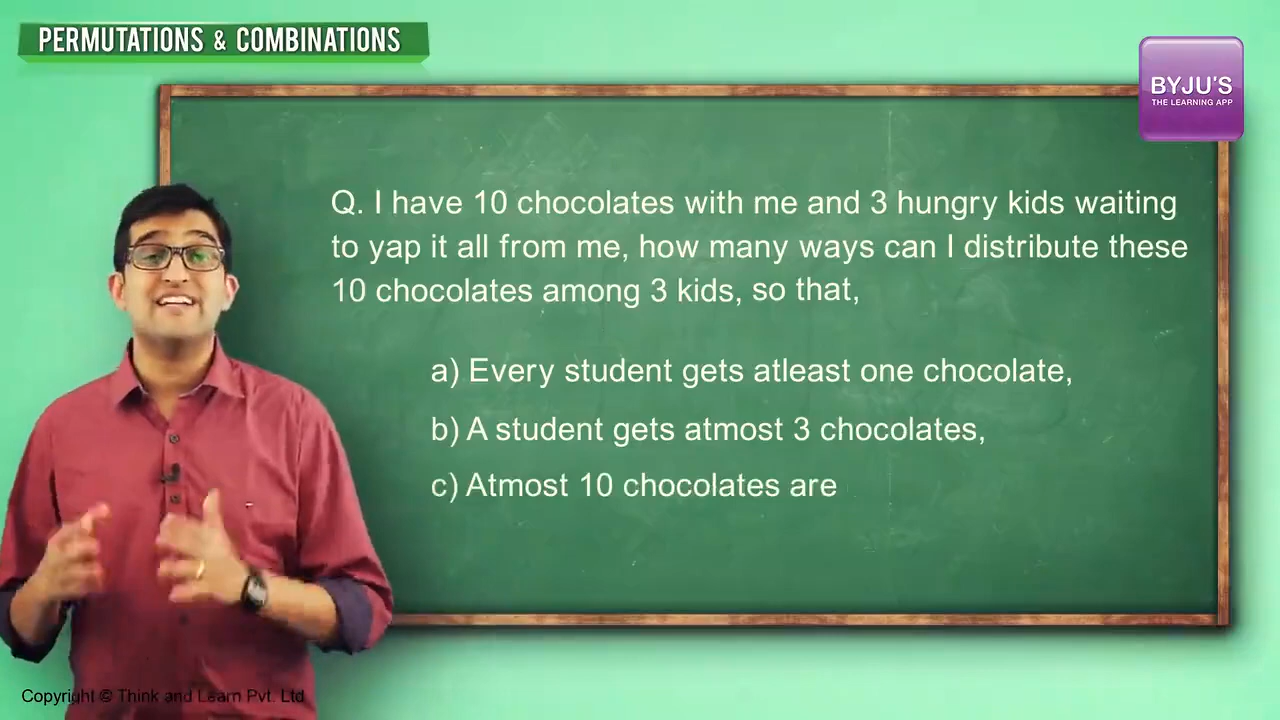 PERMUTATIONS & COMBINATIONS
BYJU'S
THE LEARNING APP
Q. I have 10 chocolates with me and 3 hungry kids waiting
to yap it all from me, how many ways can I distribute these
10 chocolates among 3 kids, so that,
a) Every student gets atleast one chocolate,
b) A student gets atmost 3 chocolates,
c) Atmost 10 chocolates are
Copyright © Think and Learn Pvt. Ltd